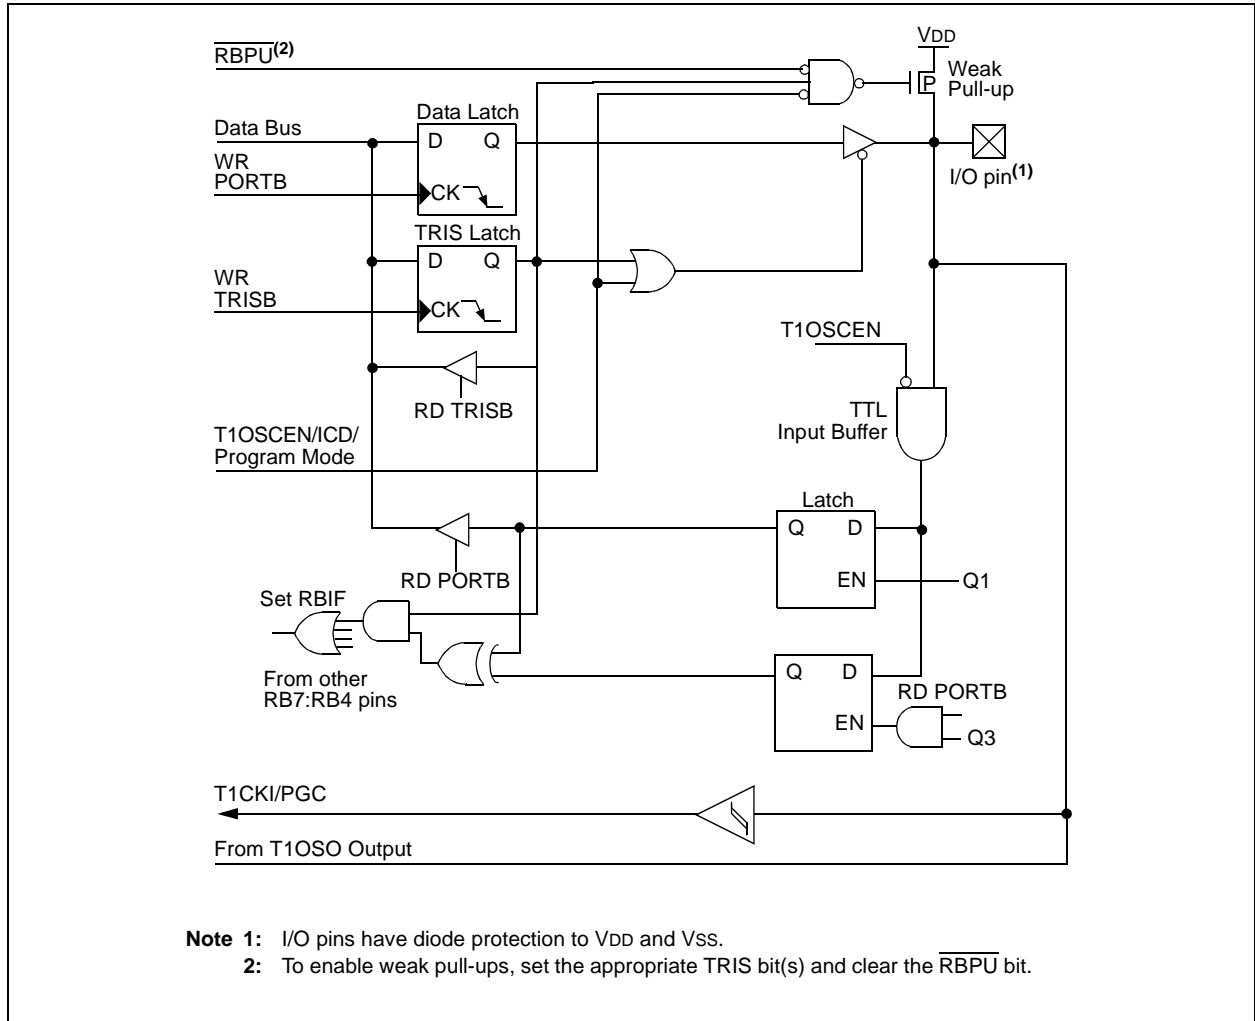 VDD
RBPU(2)
Weak
Pull-up
P
Data Latch
Data Bus
D Q
WR
PORTB
CK
I/O pin(1)
TRIS Latch
D Q
WR
TRISB
CK
T1OSCEN
RD TRISB
TTL
Input Buffer
T1OSCEN/ICD/
Program Mode
Latch
Q D
EN
Q1
RD PORTB
Set RBIF
From other
RB7:RB4 pins
Q D
RD PORTB
EN
Q3
T1CKI/PGC
From T1OSO Output
Note 1: I/O pins have diode protection to VDD and VSS.
2: To enable weak pull-ups, set the appropriate TRIS bit(s) and clear the RBPU bit.